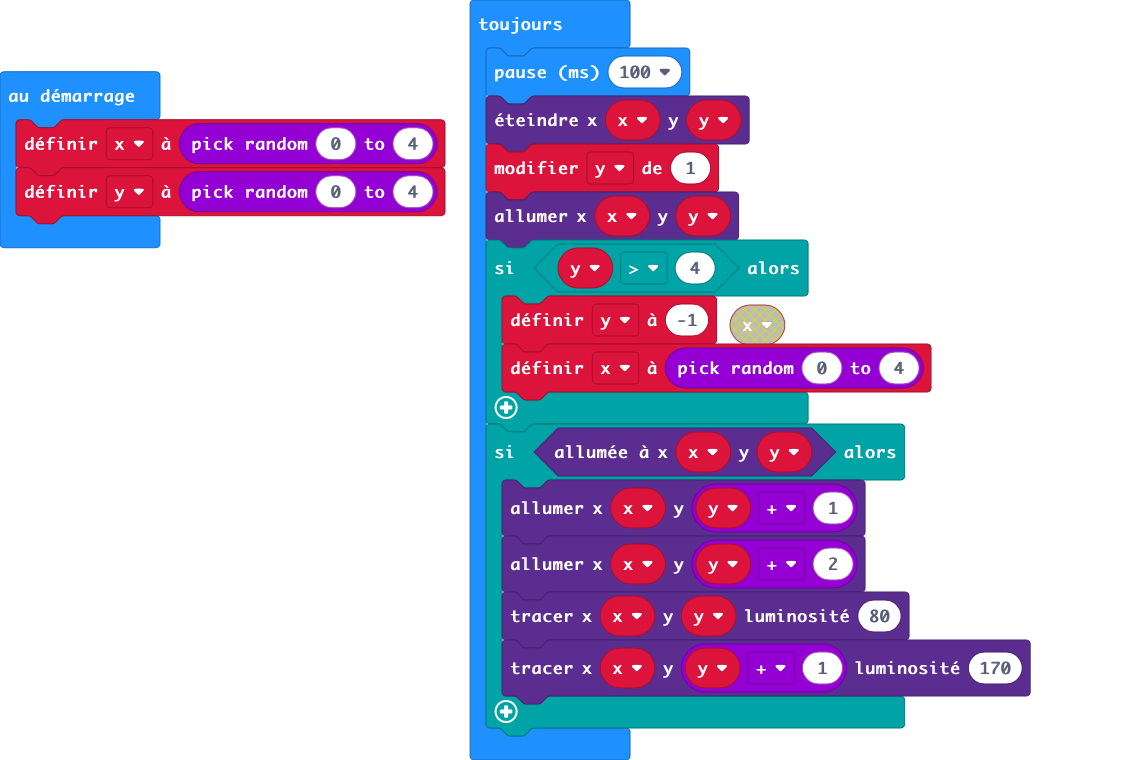 au démarrage
définir x à pick random 0 to 4
définir y à pick random 0 to 4
toujours
pause (ms) 100
éteindre x x y y
modifier y de 1
allumer x x y y
si y > 4 alors
définir y à -1
x
définir x à pick random 0 to 4
si allumée à x x y y alors
allumer x x y y + 1
allumer x x y y + 2
tracer x x y y luminosité 80
tracer x x y y + 1 luminosité 170